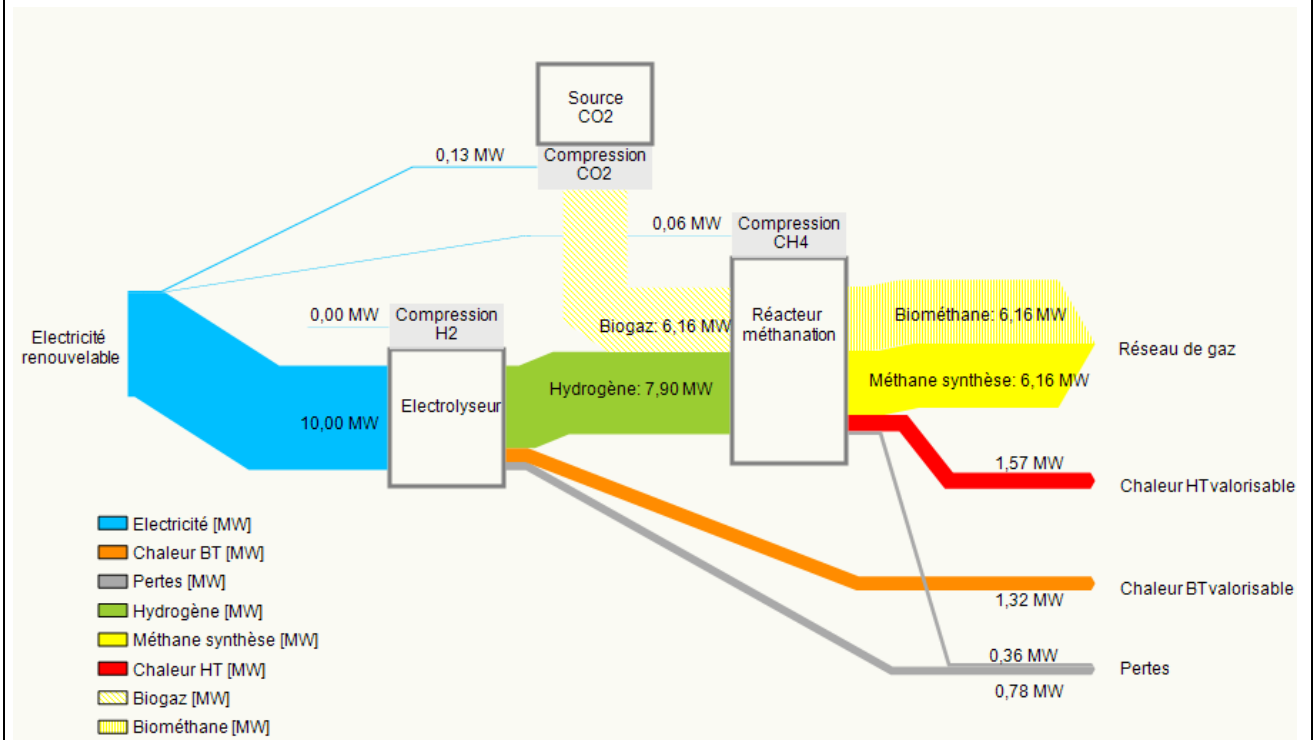 Source
CO2
0,13 MW
Compression
CO2
0,06 MW
Compression
CH4
0,00 MW
Compression
H2
Electricité
renouvelable
Biogaz: 6,16 MW
Réacteur
méthanation
Biométhane: 6,16 MW
Réseau de gaz
Hydrogène: 7,90 MW
Méthane synthèse: 6,16 MW
Electrolyseur
10,00 MW
1,57 MW
Chaleur HT valorisable
Chaleur BT valorisable
1,32 MW
0,36 MW
Pertes
0,78 MW
Electricité [MW]
Chaleur BT [MW]
Pertes [MW]
Hydrogène [MW]
Méthane synthèse [MW]
Chaleur HT [MW]
Biogaz [MW]
Biométhane [MW]